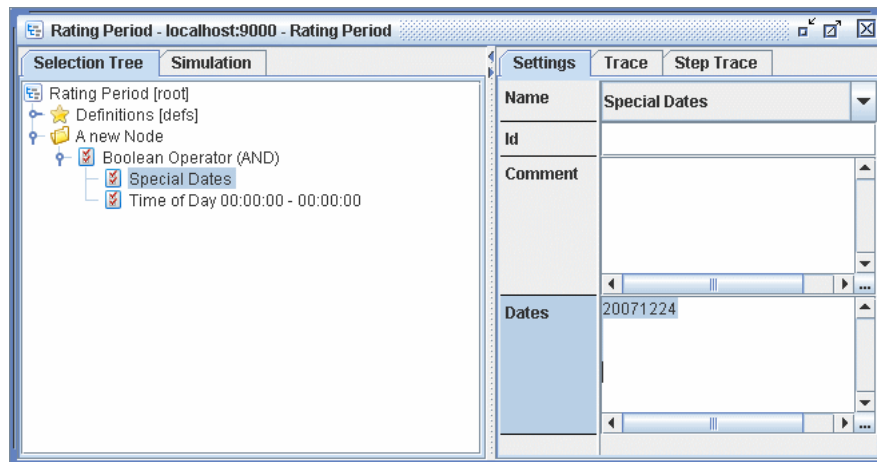 Rating Period - localhost:9000 - Rating Period
Selection Tree Simulation
Rating Period [root]
Definitions [defs]
A new Node
Boolean Operator (AND)
Special Dates
Time of Day 00:00:00 - 00:00:00
Settings Trace Step Trace
Name Special Dates
Id
Comment
...
Dates 20071224
...